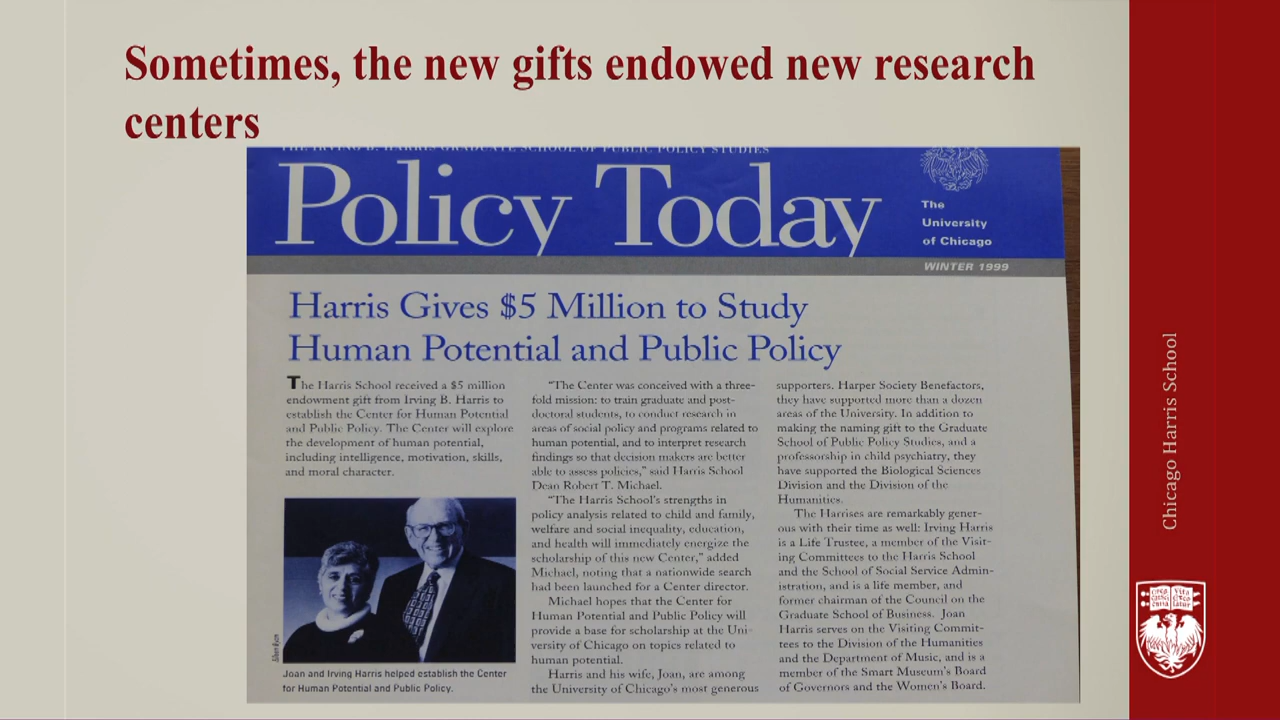 Sometimes, the new gifts endowed new research
centers
THE IRVING B. HARRIS GRADUATE SCHOOL OF PUBLIC POLICY STUDIES
Policy Today
The
University
of Chicago
WINTER 1999
Harris Gives $5 Million to Study
Human Potential and Public Policy
The Harris School received a $5 million
endowment gift from Irving B. Harris to
establish the Center for Human Potential
and Public Policy. The Center will explore
the development of human potential,
including intelligence, motivation, skills,
and moral character.
Joan and Irving Harris helped establish the Center
for Human Potential and Public Policy.
“The Center was conceived with a three-
fold mission: to train graduate and post-
doctoral students, to conduct research in
areas of social policy and programs related to
human potential, and to interpret research
findings so that decision makers are better
able to assess policies,” said Harris School
Dean Robert T. Michael.
“The Harris School’s strengths in
policy analysis related to child and family,
welfare and social inequality, education,
and health will immediately energize the
scholarship of this new Center,” added
Michael, noting that a nationwide search
had been launched for a Center director.
Michael hopes that the Center for
Human Potential and Public Policy will
provide a base for scholarship at the Uni-
versity of Chicago on topics related to
human potential.
Harris and his wife, Joan, are among
the University of Chicago’s most generous
supporters. Harper Society Benefactors,
they have supported more than a dozen
areas of the University. In addition to
making the naming gift to the Graduate
School of Public Policy Studies, and a
professorship in child psychiatry, they
have supported the Biological Sciences
Division and the Division of the
Humanities.
The Harrises are remarkably gener-
ous with their time as well: Irving Harris
is a Life Trustee, a member of the Visit-
ing Committees to the Harris School
and the School of Social Service Admin-
istration, and is a life member, and
former chairman of the Council on the
Graduate School of Business. Joan
Harris serves on the Visiting Commit-
tees to the Division of the Humanities
and the Department of Music, and is a
member of the Smart Museum’s Board
of Governors and the Women’s Board.
Chicago Harris School